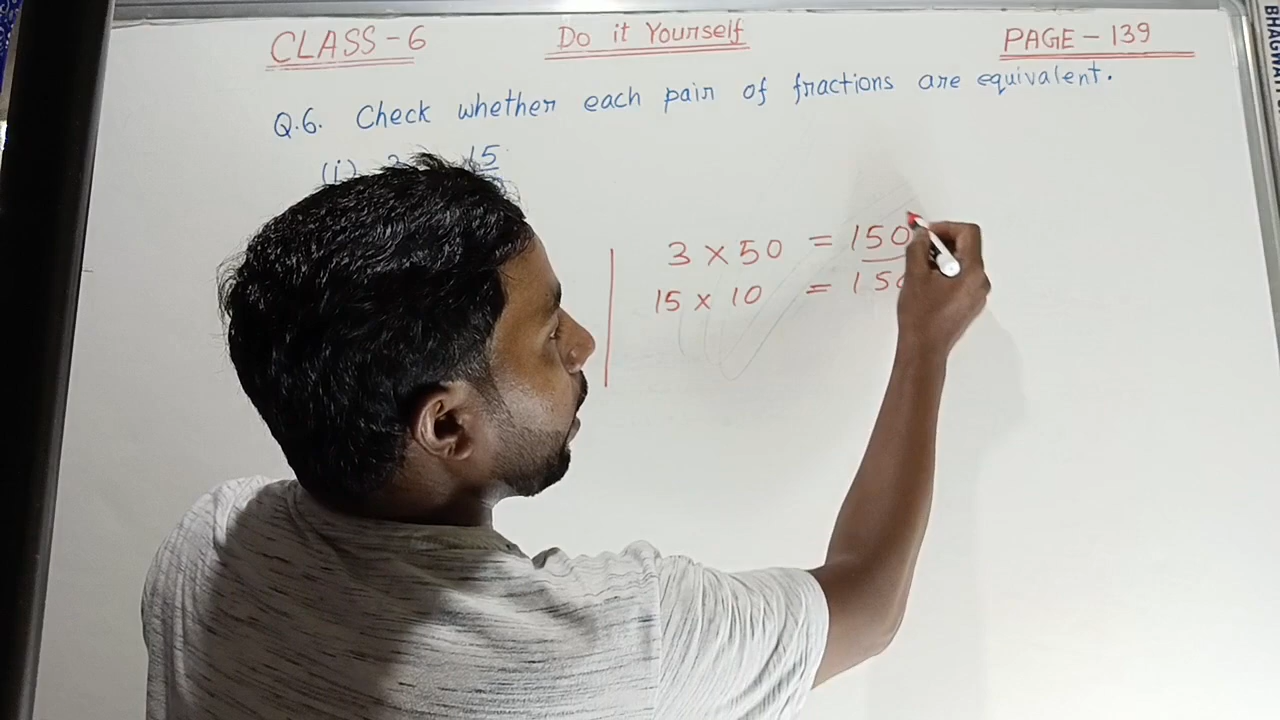 CLASS-6
Do it Yourself
PAGE-139
Q.6. Check whether each pair of fractions are equivalent.
(i) 15
3 × 50 = 150
15 × 10 = 150